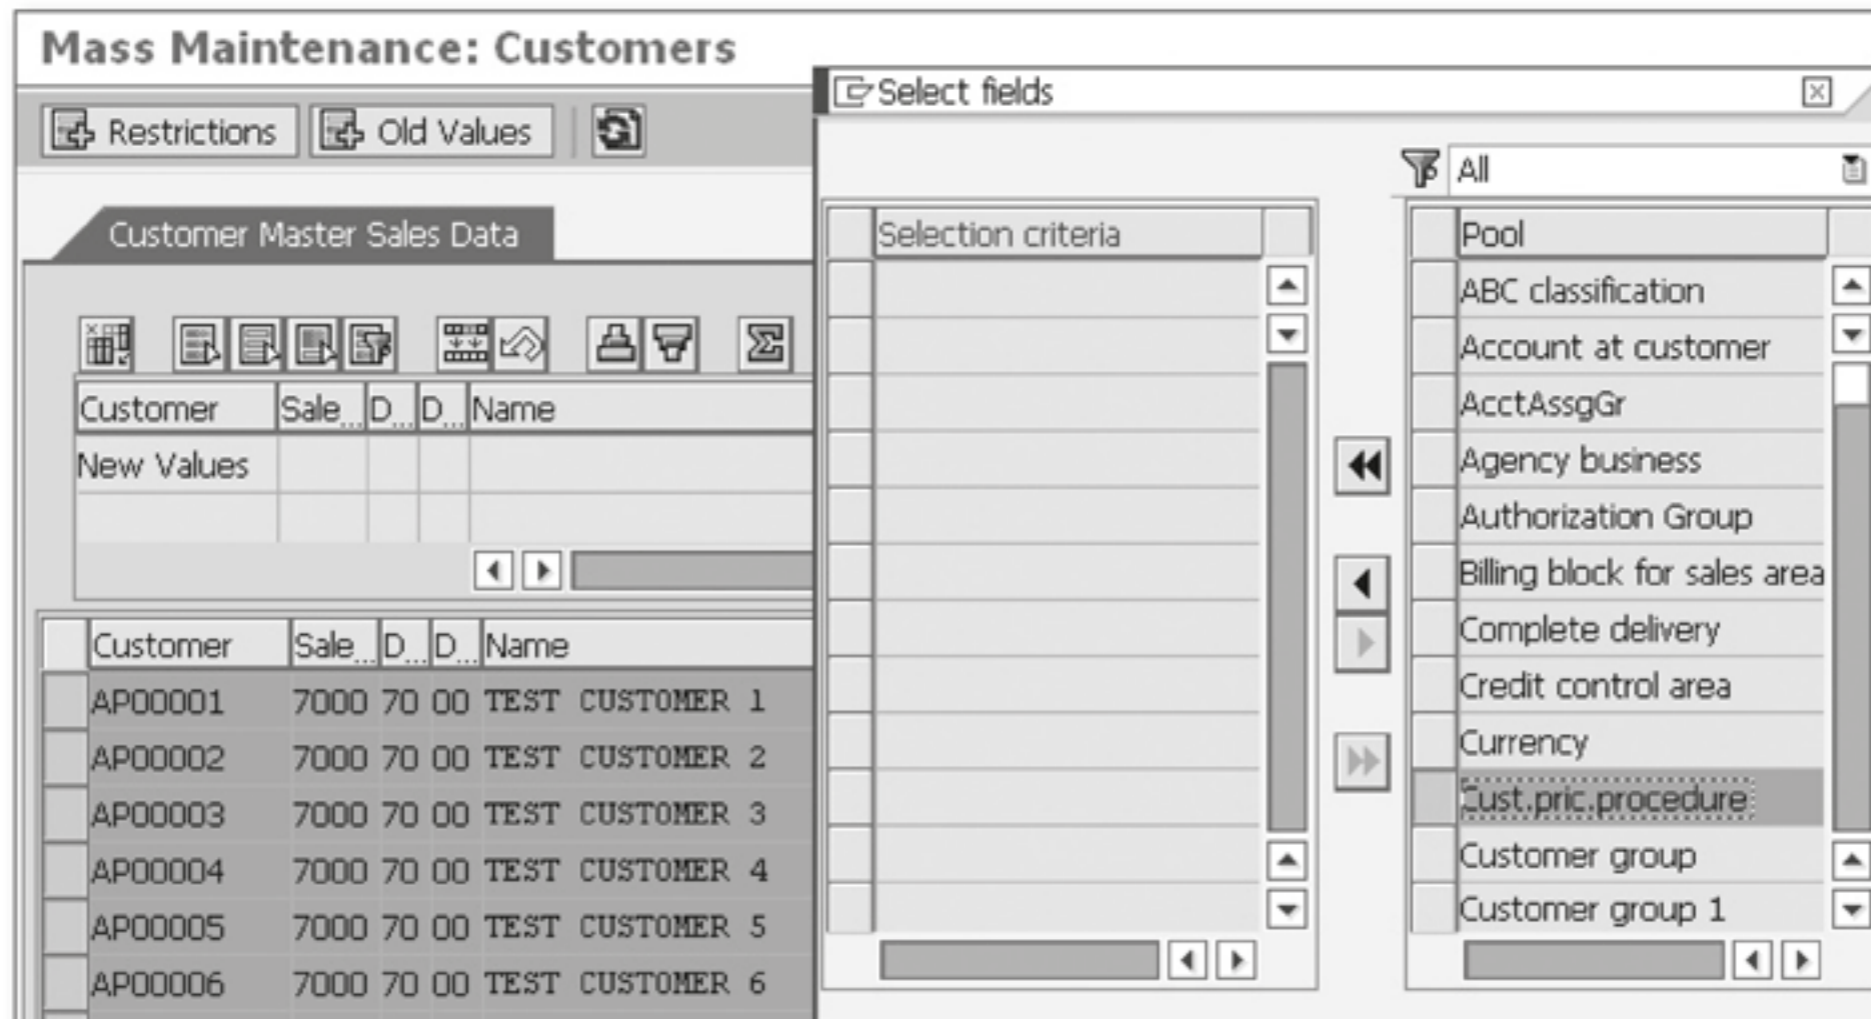 Mass Maintenance: Customers
Restrictions
Old Values
Customer Master Sales Data
Customer Sale... D... D... Name
New Values
Customer Sale... D... D... Name
AP00001 7000 70 00 TEST CUSTOMER 1
AP00002 7000 70 00 TEST CUSTOMER 2
AP00003 7000 70 00 TEST CUSTOMER 3
AP00004 7000 70 00 TEST CUSTOMER 4
AP00005 7000 70 00 TEST CUSTOMER 5
AP00006 7000 70 00 TEST CUSTOMER 6
Select fields
All
Selection criteria
Pool
ABC classification
Account at customer
AcctAssgGr
Agency business
Authorization Group
Billing block for sales area
Complete delivery
Credit control area
Currency
Cust.pric.procedure
Customer group
Customer group 1